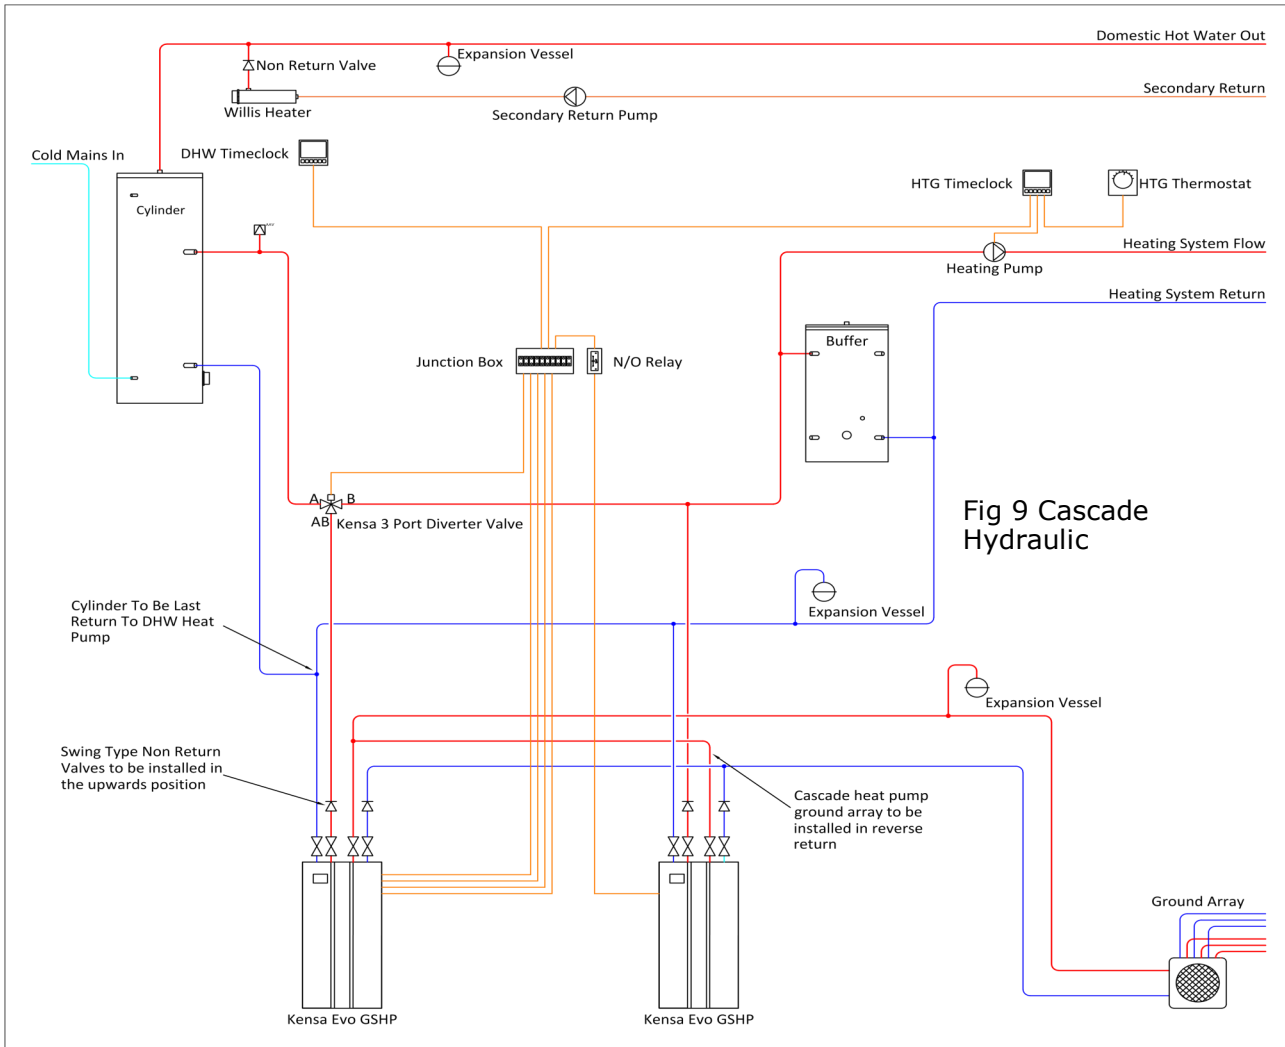 Domestic Hot Water Out
Expansion Vessel
Non Return Valve
Secondary Return
Willis Heater
Secondary Return Pump
Cold Mains In
DHW Timeclock
HTG Timeclock
HTG Thermostat
Cylinder
Heating System Flow
Heating Pump
Heating System Return
Buffer
Junction Box
N/O Relay
A
B
AB
Kensa 3 Port Diverter Valve
Fig 9 Cascade
Hydraulic
Expansion Vessel
Cylinder To Be Last
Return To DHW Heat
Pump
Expansion Vessel
Swing Type Non Return
Valves to be installed in
the upwards position
Cascade heat pump
ground array to be
installed in reverse
return
Ground Array
Kensa Evo GSHP
Kensa Evo GSHP